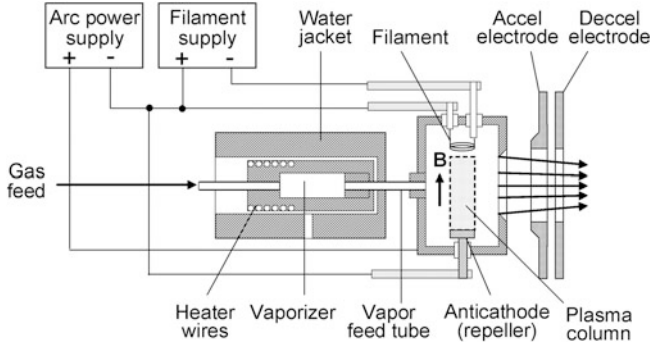 Arc power
supply
+ -
Filament
supply
+ -
Water
jacket
Filament
Accel
electrode
Deccel
electrode
Gas
feed
B
Heater
wires
Vaporizer
Vapor
feed tube
Anticathode
(repeller)
Plasma
column